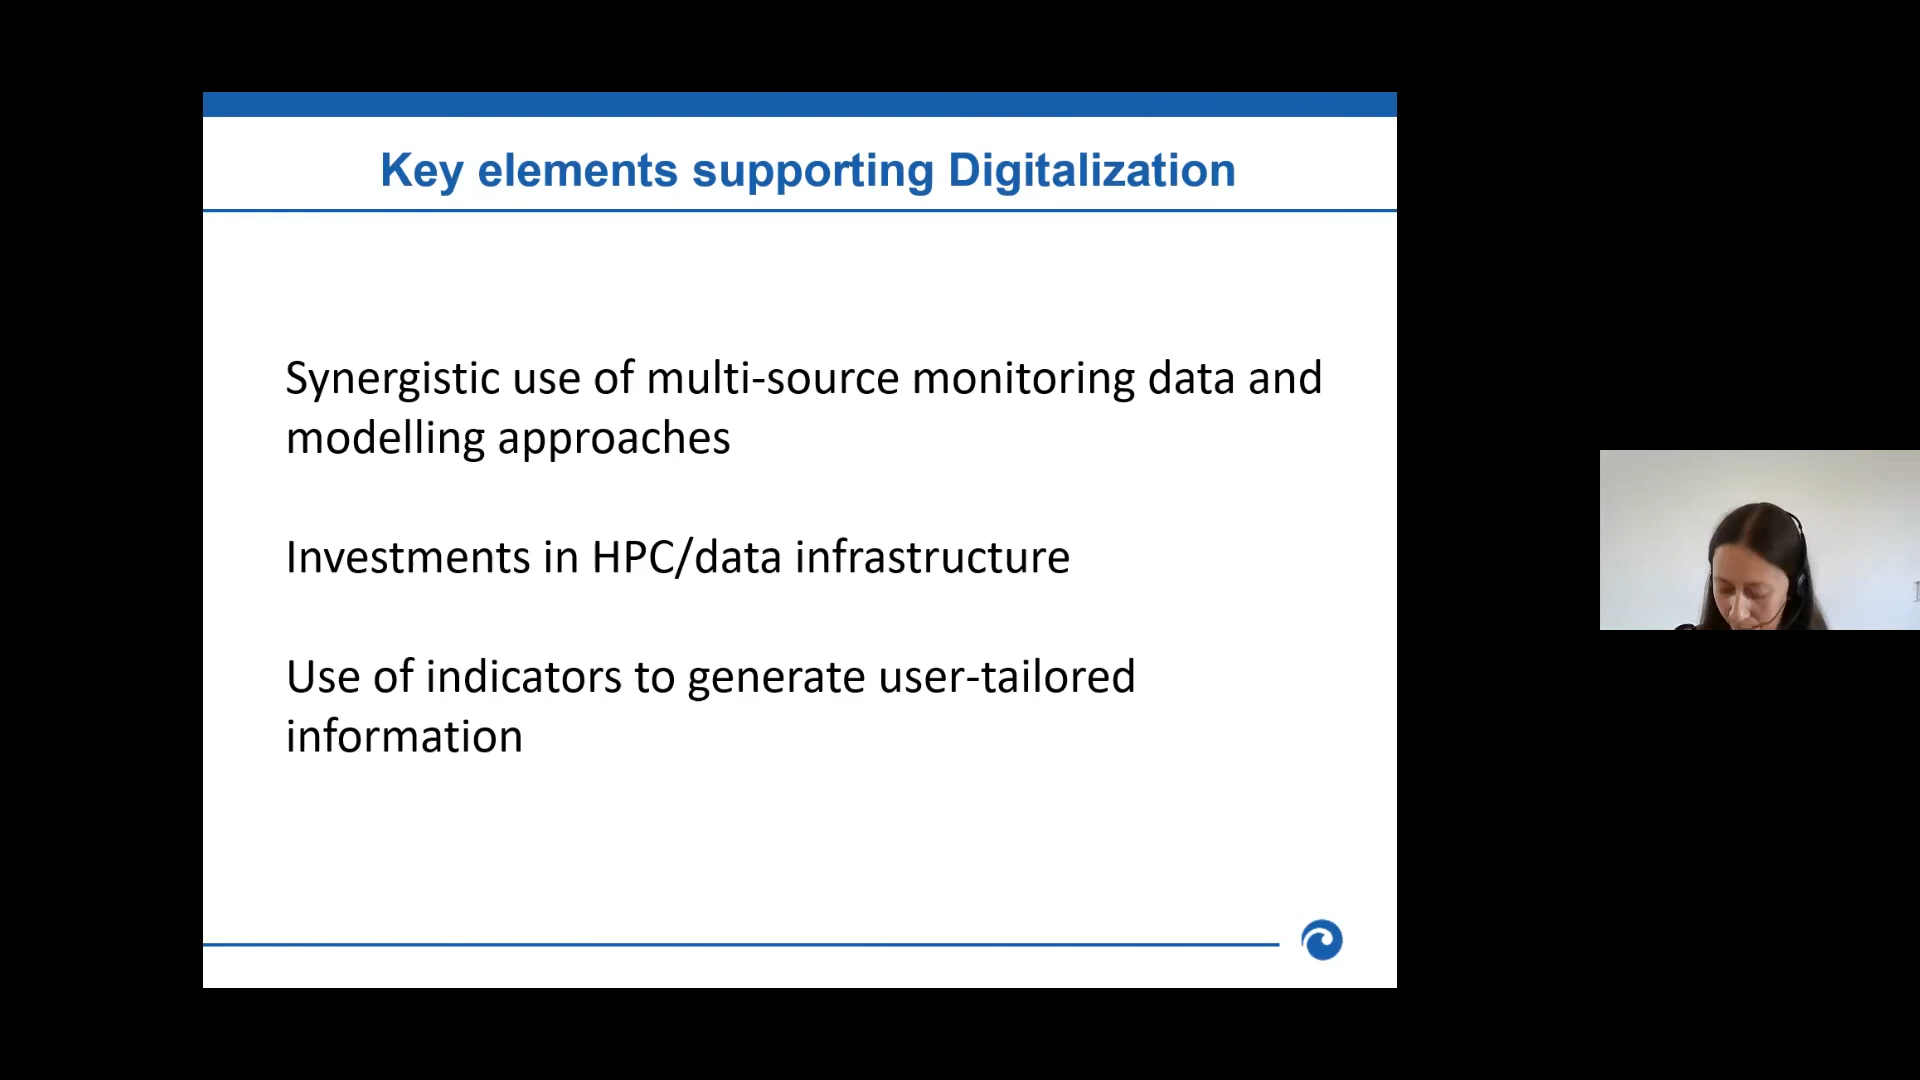 Key elements supporting Digitalization
Synergistic use of multi-source monitoring data and
modelling approaches
Investments in HPC/data infrastructure
Use of indicators to generate user-tailored
information